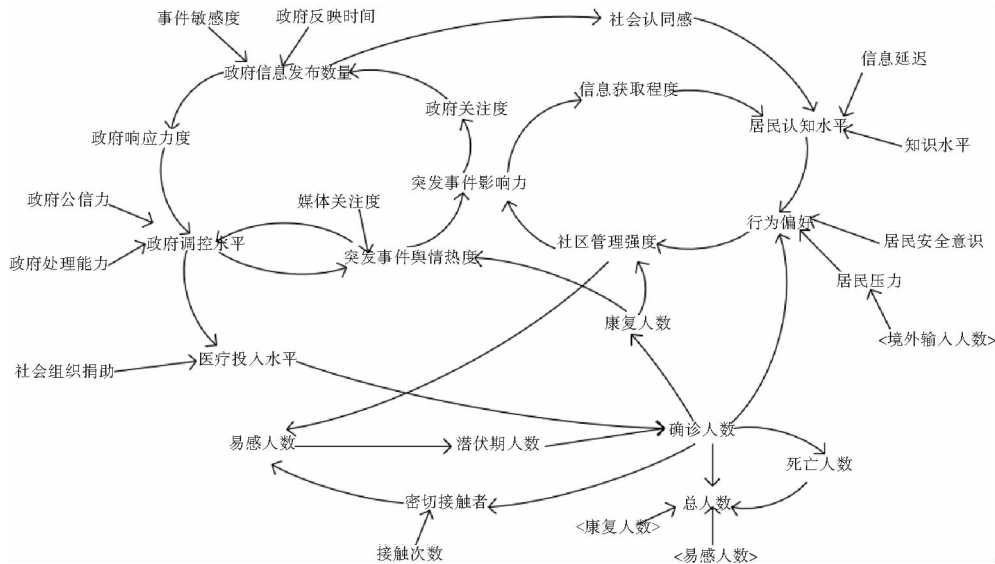 事件敏感度
政府反映时间
社会认同感
政府信息发布数量
信息延迟
信息获取程度
政府关注度
居民认知水平
政府响应力度
知识水平
突发事件影响力
政府公信力
媒体关注度
行为偏好
政府调控水平
社区管理强度
居民安全意识
政府处理能力
突发事件舆情热度
居民压力
康复人数
<境外输入人数>
社会组织捐助
医疗投入水平
易感人数
潜伏期人数
确诊人数
死亡人数
密切接触者
总人数
<康复人数>
接触次数
<易感人数>